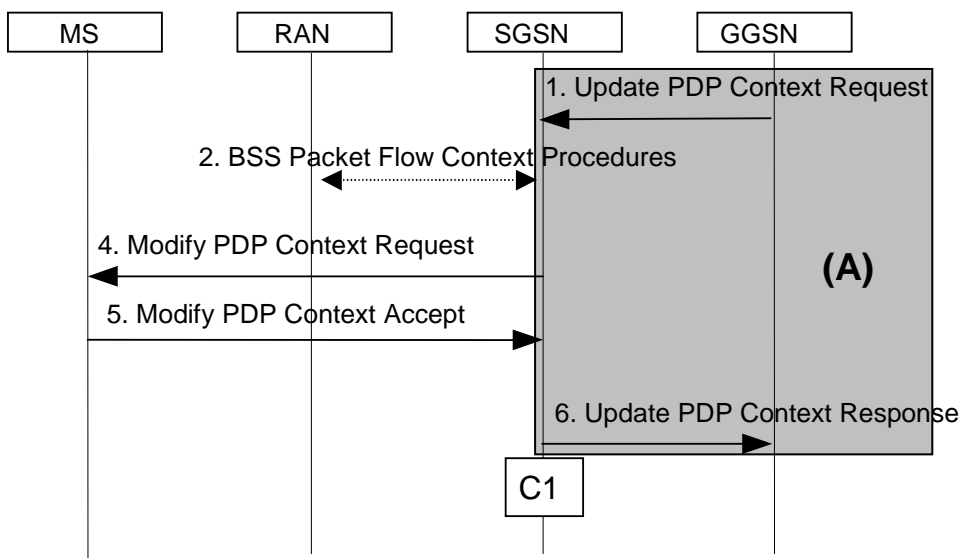 MS RAN SGSN GGSN
1. Update PDP Context Request
2. BSS Packet Flow Context Procedures
4. Modify PDP Context Request
(A)
5. Modify PDP Context Accept
6. Update PDP Context Response
C1